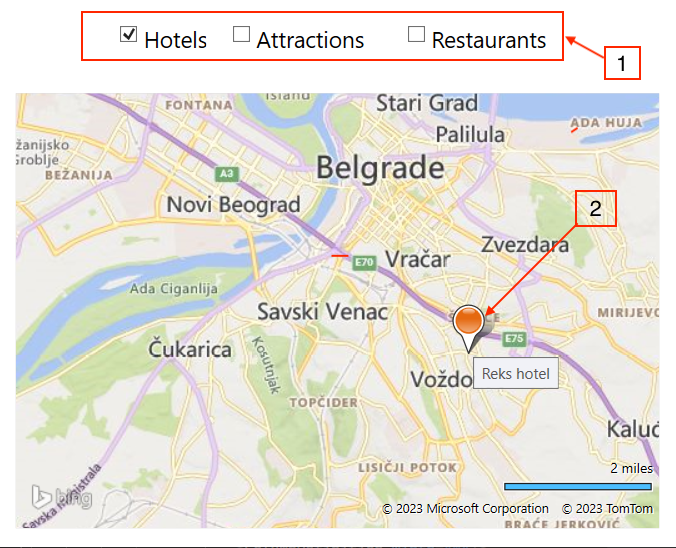 Hotels Attractions Restaurants
1
FONTANA
Island
Stari Grad
ADA HUJA
Palilula
žanijsko
Groblje
BEŽANIJA
Belgrade
A3
2
Novi Beograd
Zvezdara
E70
Vračar
Ada Ciganlija
Savski Venac
MIRIJEVO
E75
Čukarica
Kosutnjak
Voždo
Reks hotel
TOPČIDER
Kaluđ
LISIČJI POTOK
2 miles
bing
Savska magistrala
© 2023 Microsoft Corporation © 2023 TomTom
BRAĆE JERKOVIĆ